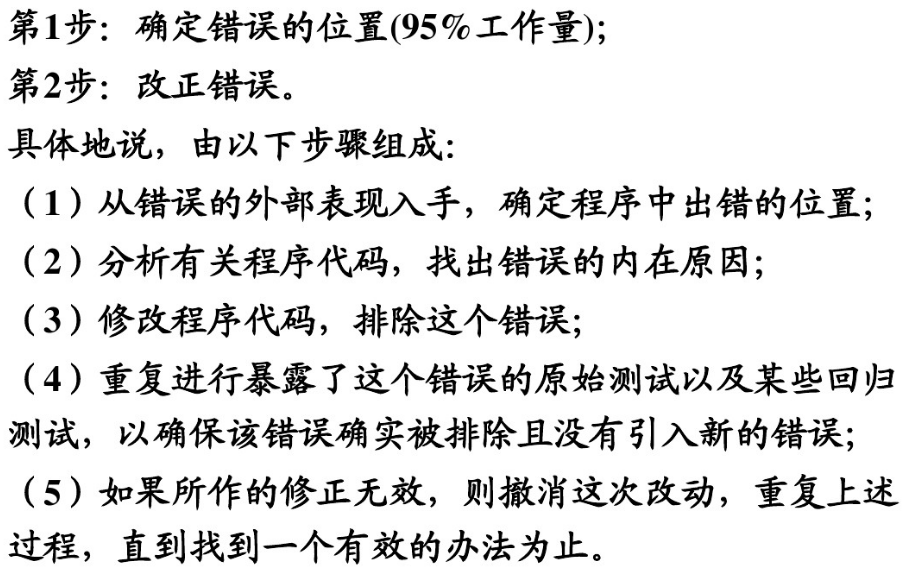 第1步：确定错误的位置(95%工作量)；
第2步：改正错误。
具体地说，由以下步骤组成：
（1）从错误的外部表现入手，确定程序中出错的位置；
（2）分析有关程序代码，找出错误的内在原因；
（3）修改程序代码，排除这个错误；
（4）重复进行暴露了这个错误的原始测试以及某些回归
测试，以确保该错误确实被排除且没有引入新的错误；
（5）如果所作的修正无效，则撤消这次改动，重复上述
过程，直到找到一个有效的办法为止。